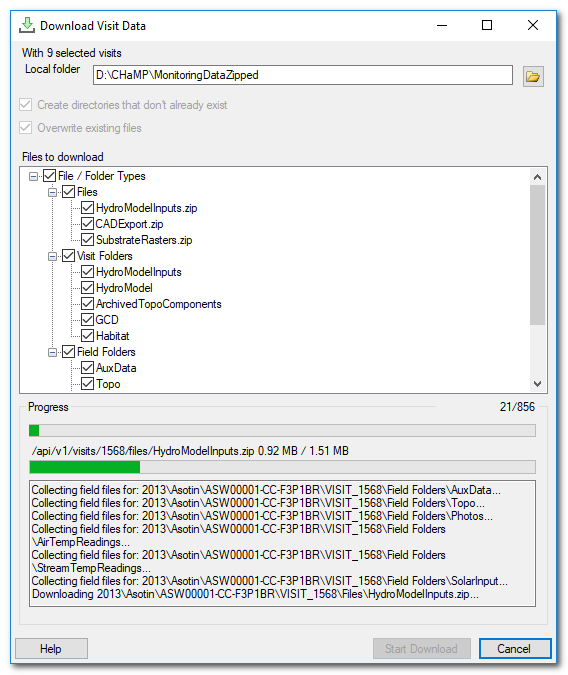 Download Visit Data
With 9 selected visits
Local folder
D:\CHaMP\MonitoringDataZipped
Create directories that don't already exist
Overwrite existing files
Files to download
File / Folder Types
Files
HydroModelInputs.zip
CADExport.zip
SubstrateRasters.zip
Visit Folders
HydroModelInputs
HydroModel
ArchivedTopoComponents
GCD
Habitat
Field Folders
AuxData
Topo
Progress 21/856
/api/v1/visits/1568/files/HydroModelInputs.zip 0.92 MB / 1.51 MB
Collecting field files for: 2013\Asotin\ASW00001-CC-F3P1BR\VISIT_1568\Field Folders\AuxData...
Collecting field files for: 2013\Asotin\ASW00001-CC-F3P1BR\VISIT_1568\Field Folders\Topo...
Collecting field files for: 2013\Asotin\ASW00001-CC-F3P1BR\VISIT_1568\Field Folders\Photos...
Collecting field files for: 2013\Asotin\ASW00001-CC-F3P1BR\VISIT_1568\Field Folders
\AirTempReadings...
Collecting field files for: 2013\Asotin\ASW00001-CC-F3P1BR\VISIT_1568\Field Folders
\StreamTempReadings...
Collecting field files for: 2013\Asotin\ASW00001-CC-F3P1BR\VISIT_1568\Field Folders\SolarInput...
Downloading 2013\Asotin\ASW00001-CC-F3P1BR\VISIT_1568\Files\HydroModelInputs.zip...
Help
Start Download
Cancel